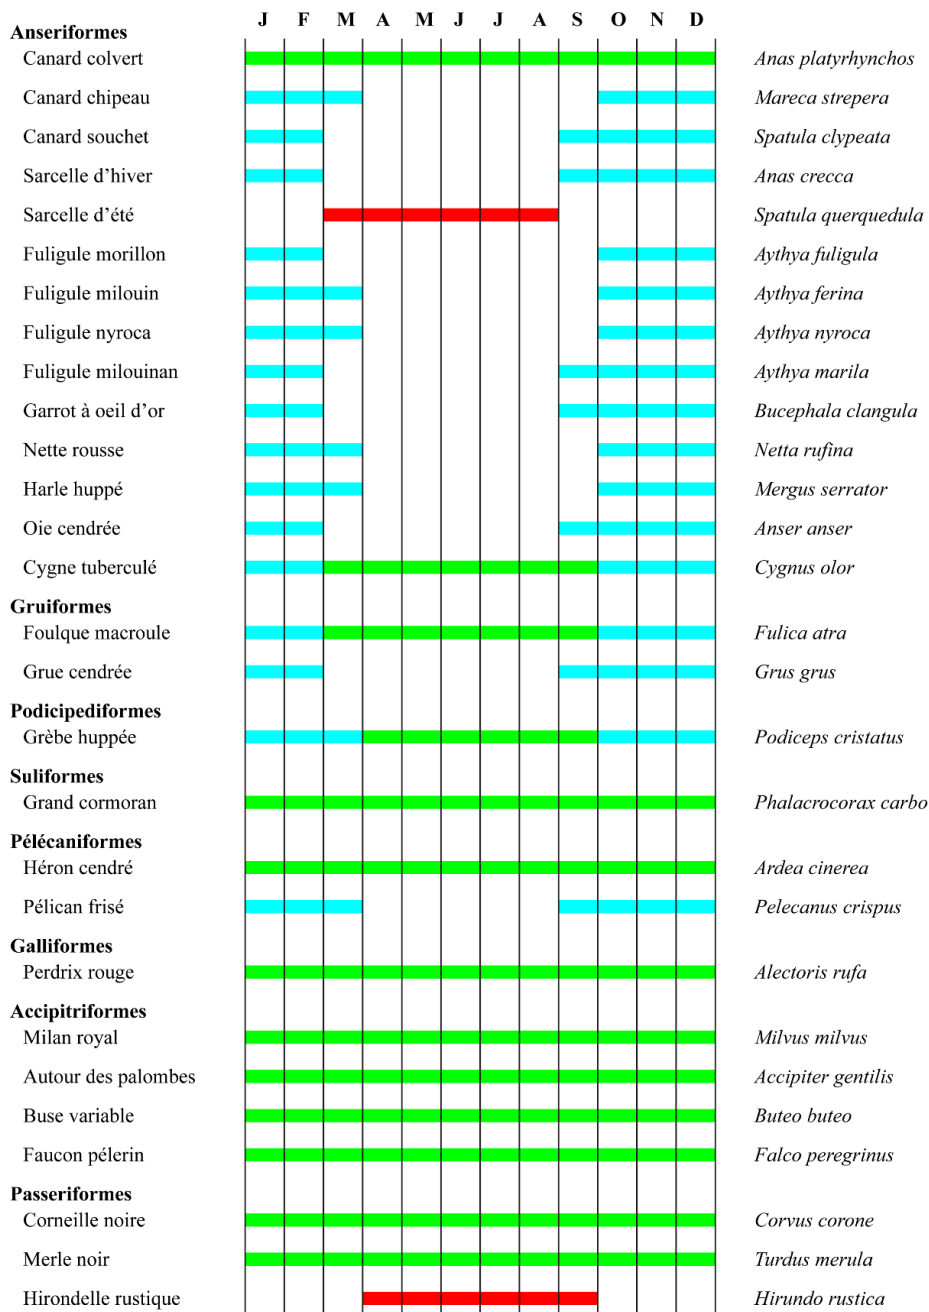 J F M A M J J A S O N D
Anseriformes
Canard colvert Anas platyrhynchos
Canard chipeau Mareca strepera
Canard souchet Spatula clypeata
Sarcelle d’hiver Anas crecca
Sarcelle d’été Spatula querquedula
Fuligule morillon Aythya fuligula
Fuligule milouin Aythya ferina
Fuligule nyroca Aythya nyroca
Fuligule milouinan Aythya marila
Garrot à oeil d’or Bucephala clangula
Nette rousse Netta rufina
Harle huppé Mergus serrator
Oie cendrée Anser anser
Cygne tuberculé Cygnus olor
Gruiformes
Foulque macroule Fulica atra
Grue cendrée Grus grus
Podicipediformes
Grèbe huppée Podiceps cristatus
Suliformes
Grand cormoran Phalacrocorax carbo
Pélécaniformes
Héron cendré Ardea cinerea
Pélican frisé Pelecanus crispus
Galliformes
Perdrix rouge Alectoris rufa
Accipitriformes
Milan royal Milvus milvus
Autour des palombes Accipiter gentilis
Buse variable Buteo buteo
Faucon pélerin Falco peregrinus
Passeriformes
Corneille noire Corvus corone
Merle noir Turdus merula
Hirondelle rustique Hirundo rustica